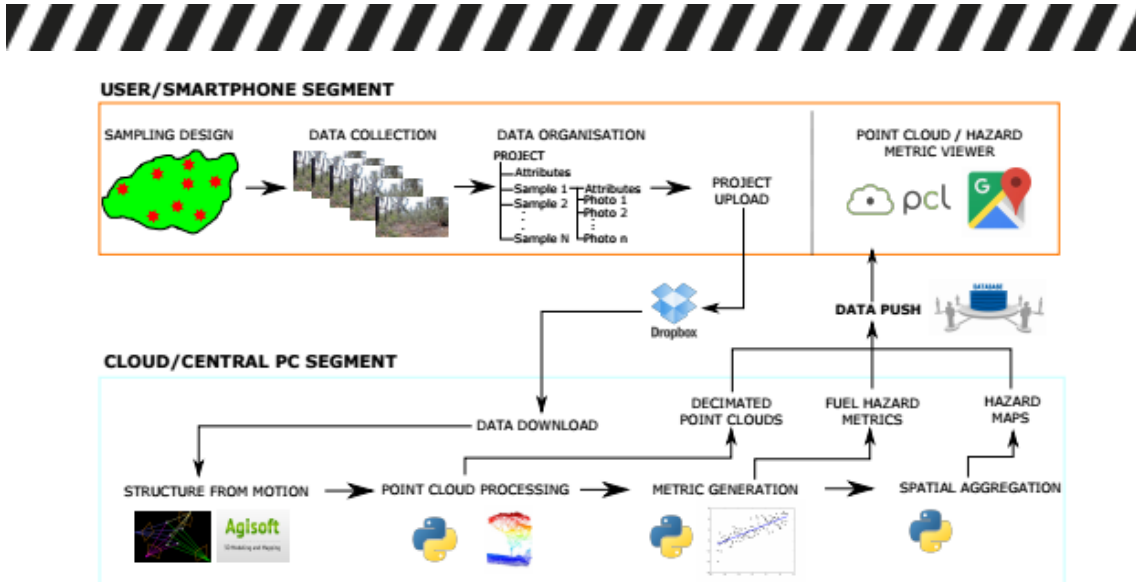 USER/SMARTPHONE SEGMENT
SAMPLING DESIGN
DATA COLLECTION
DATA ORGANISATION
PROJECT
Attributes
Sample 1
Sample 2
Sample N
Attributes
Photo 1
Photo 2
Photo n
PROJECT
UPLOAD
POINT CLOUD / HAZARD
METRIC VIEWER
pcl
G
Dropbox
DATA PUSH
DATABASE
CLOUD/CENTRAL PC SEGMENT
DATA DOWNLOAD
DECIMATED
POINT CLOUDS
FUEL HAZARD
METRICS
HAZARD
MAPS
STRUCTURE FROM MOTION
POINT CLOUD PROCESSING
METRIC GENERATION
SPATIAL AGGREGATION
Agisoft